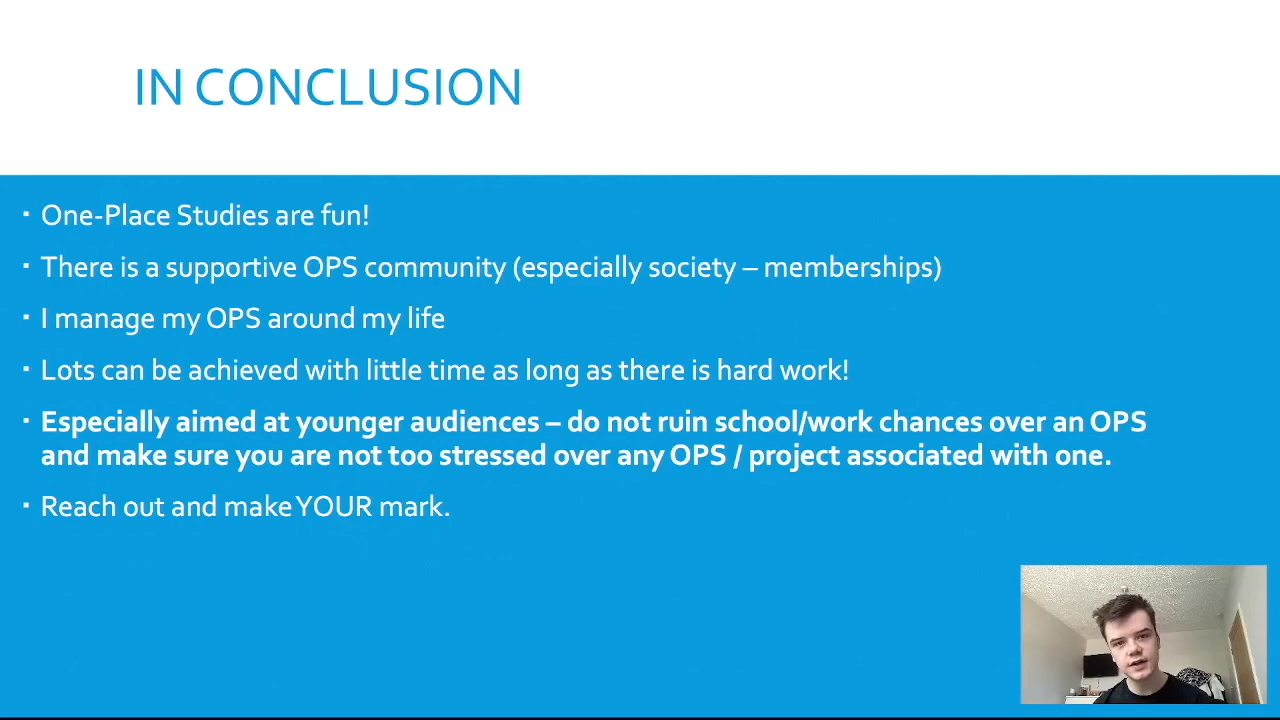 IN CONCLUSION
▪ One-Place Studies are fun!
▪ There is a supportive OPS community (especially society – memberships)
▪ I manage my OPS around my life
▪ Lots can be achieved with little time as long as there is hard work!
▪ Especially aimed at younger audiences – do not ruin school/work chances over an OPS
and make sure you are not too stressed over any OPS / project associated with one.
▪ Reach out and make YOUR mark.